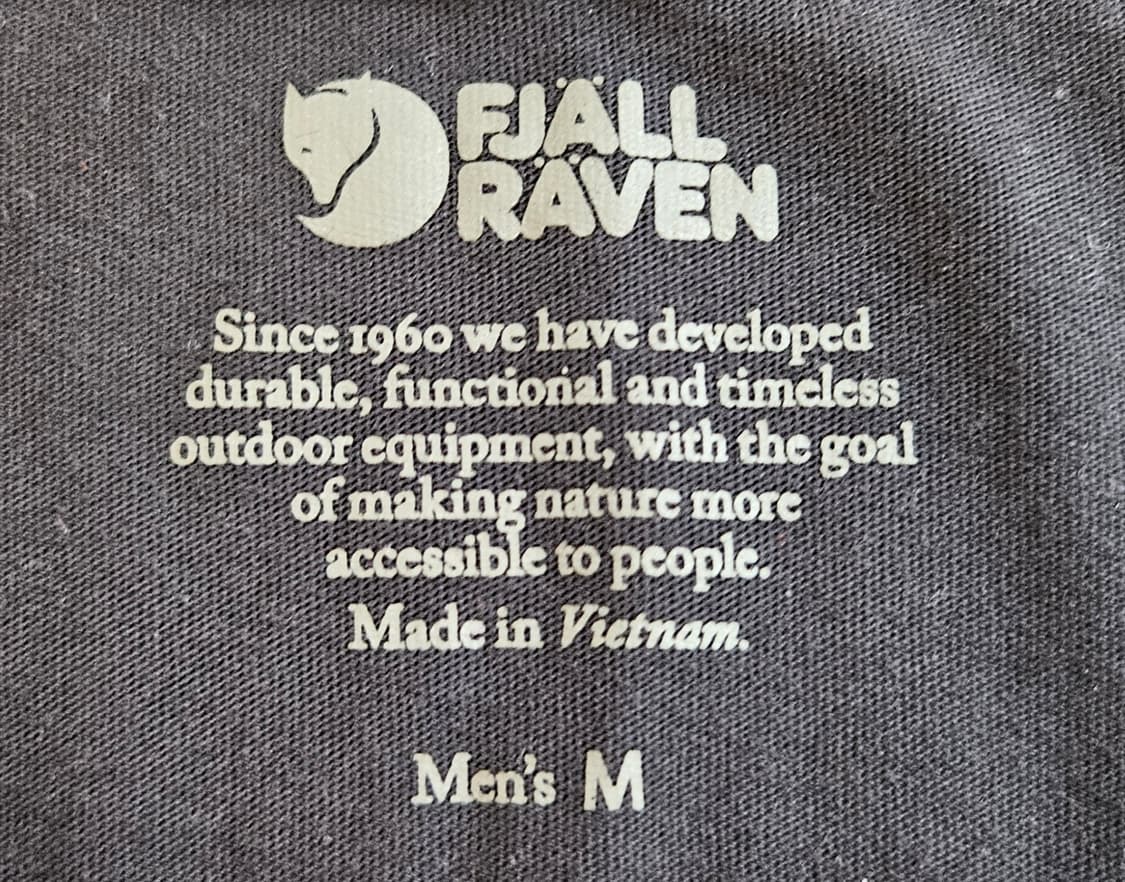 FJÄLL
RÄVEN
Since 1960 we have developed
durable, functional and timeless
outdoor equipment, with the goal
of making nature more
accessible to people.
Made in Vietnam.
Men's M